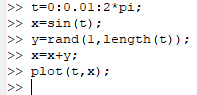 >> t=0:0.01:2*pi;
>> x=sin(t);
>> y=rand(1,length(t));
>> x=x+y;
>> plot(t,x);
>>